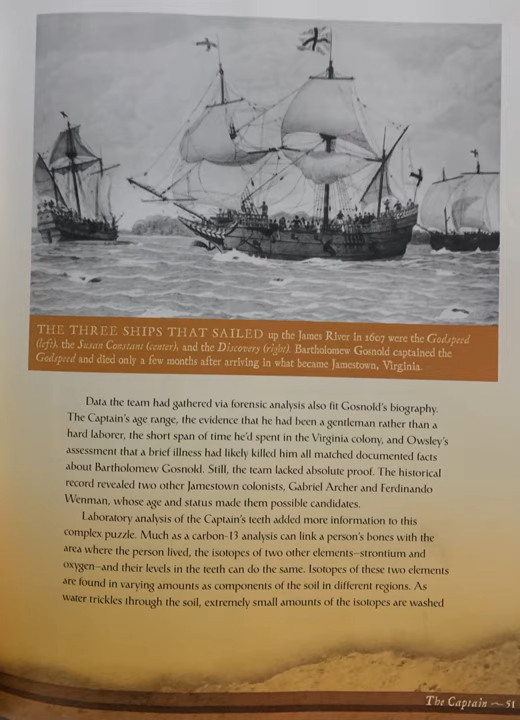 THE THREE SHIPS THAT SAILED up the James River in 1607 were the Godspeed
(left), the Susan Constant (center), and the Discovery (right). Bartholomew Gosnold captained the
Godspeed and died only a few months after arriving in what became Jamestown, Virginia.
Data the team had gathered via forensic analysis also fit Gosnold's biography.
The Captain's age range, the evidence that he had been a gentleman rather than a
hard laborer, the short span of time he'd spent in the Virginia colony, and Owsley's
assessment that a brief illness had likely killed him all matched documented facts
about Bartholomew Gosnold. Still, the team lacked absolute proof. The historical
record revealed two other Jamestown colonists, Gabriel Archer and Ferdinando
Wenman, whose age and status made them possible candidates.
Laboratory analysis of the Captain's teeth added more information to this
complex puzzle. Much as a carbon-13 analysis can link a person's bones with the
area where the person lived, the isotopes of two other elements—strontium and
oxygen—and their levels in the teeth can do the same. Isotopes of these two elements
are found in varying amounts as components of the soil in different regions. As
water trickles through the soil, extremely small amounts of the isotopes are washed
The Captain ~ 51